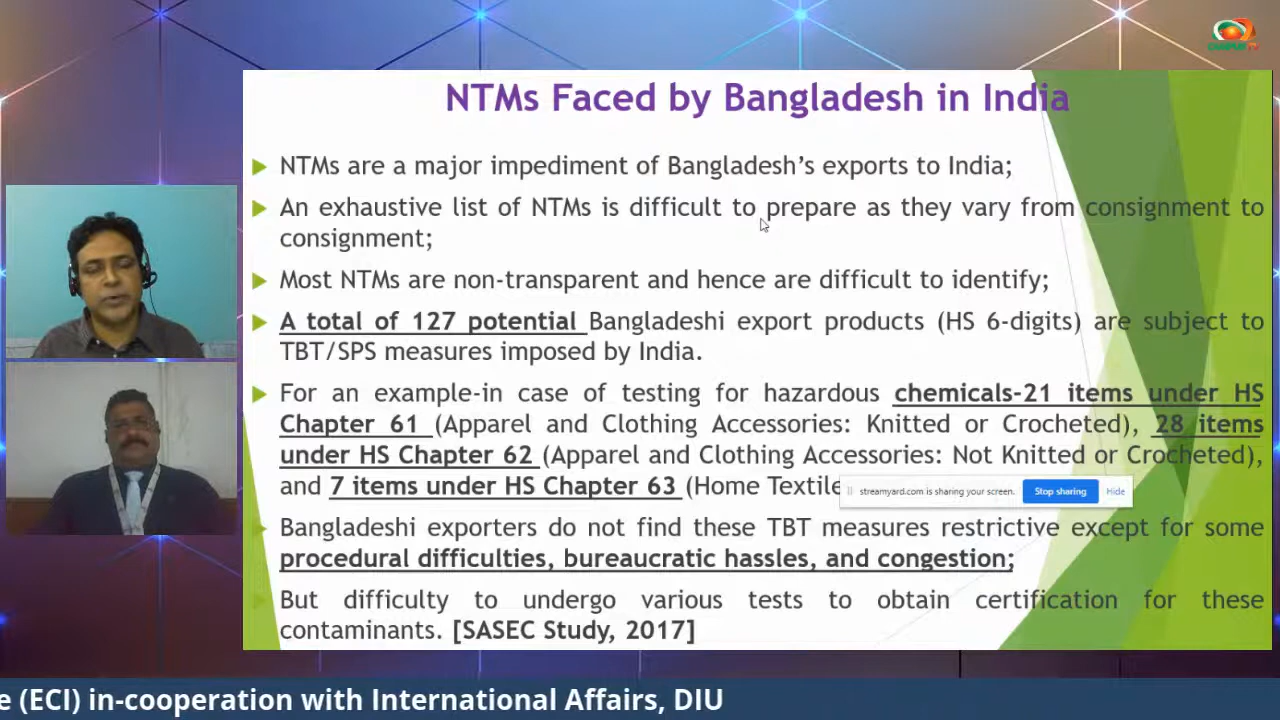 NTMs Faced by Bangladesh in India
NTMs are a major impediment of Bangladesh's exports to India;
An exhaustive list of NTMs is difficult to prepare as they vary from consignment to
consignment;
Most NTMs are non-transparent and hence are difficult to identify;
A total of 127 potential Bangladeshi export products (HS 6-digits) are subject to
TBT/SPS measures imposed by India.
For an example-in case of testing for hazardous chemicals-21 items under HS
Chapter 61 (Apparel and Clothing Accessories: Knitted or Crocheted), 28 items
under HS Chapter 62 (Apparel and Clothing Accessories: Not Knitted or Crocheted),
and 7 items under HS Chapter 63 (Home Textile
streamyard.com is sharing your screen. Stop sharing Hide
Bangladeshi exporters do not find these TBT measures restrictive except for some
procedural difficulties, bureaucratic hassles, and congestion;
But difficulty to undergo various tests to obtain certification for these
contaminants. [SASEC Study, 2017]
e (ECI) in-cooperation with International Affairs, DIU